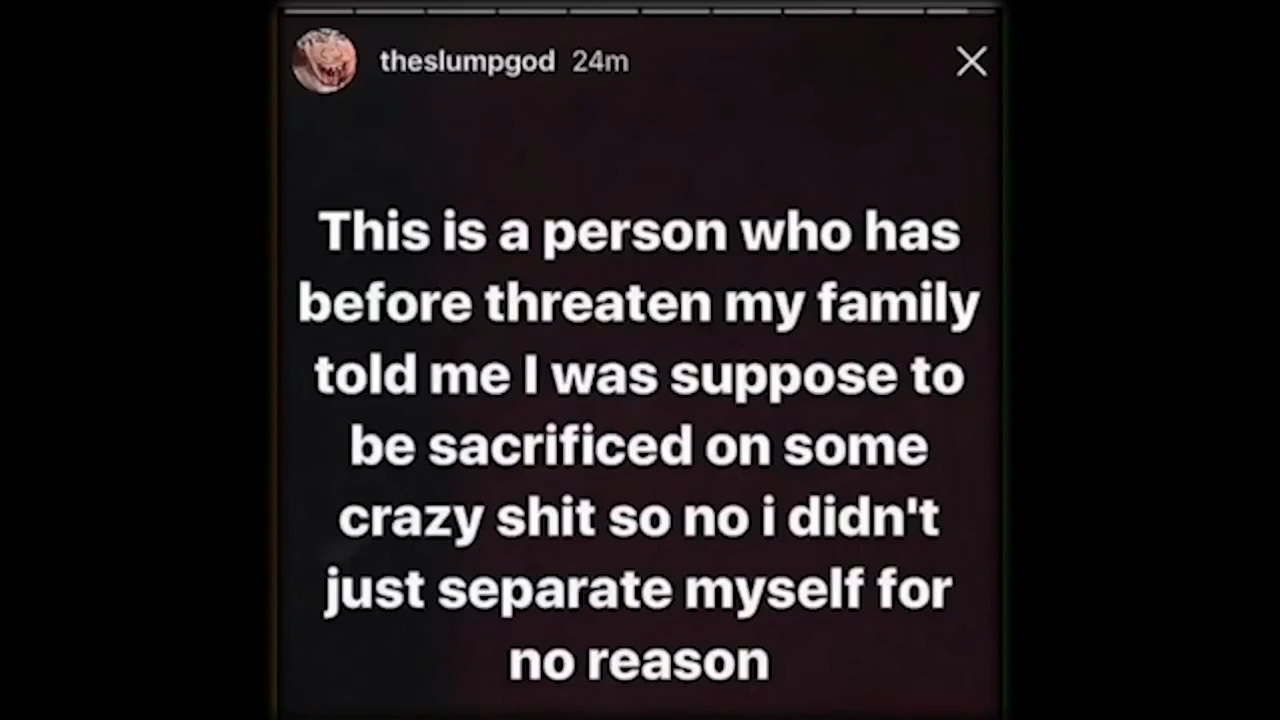 theslumpgod 24m
This is a person who has
before threaten my family
told me I was suppose to
be sacrificed on some
crazy shit so no i didn't
just separate myself for
no reason